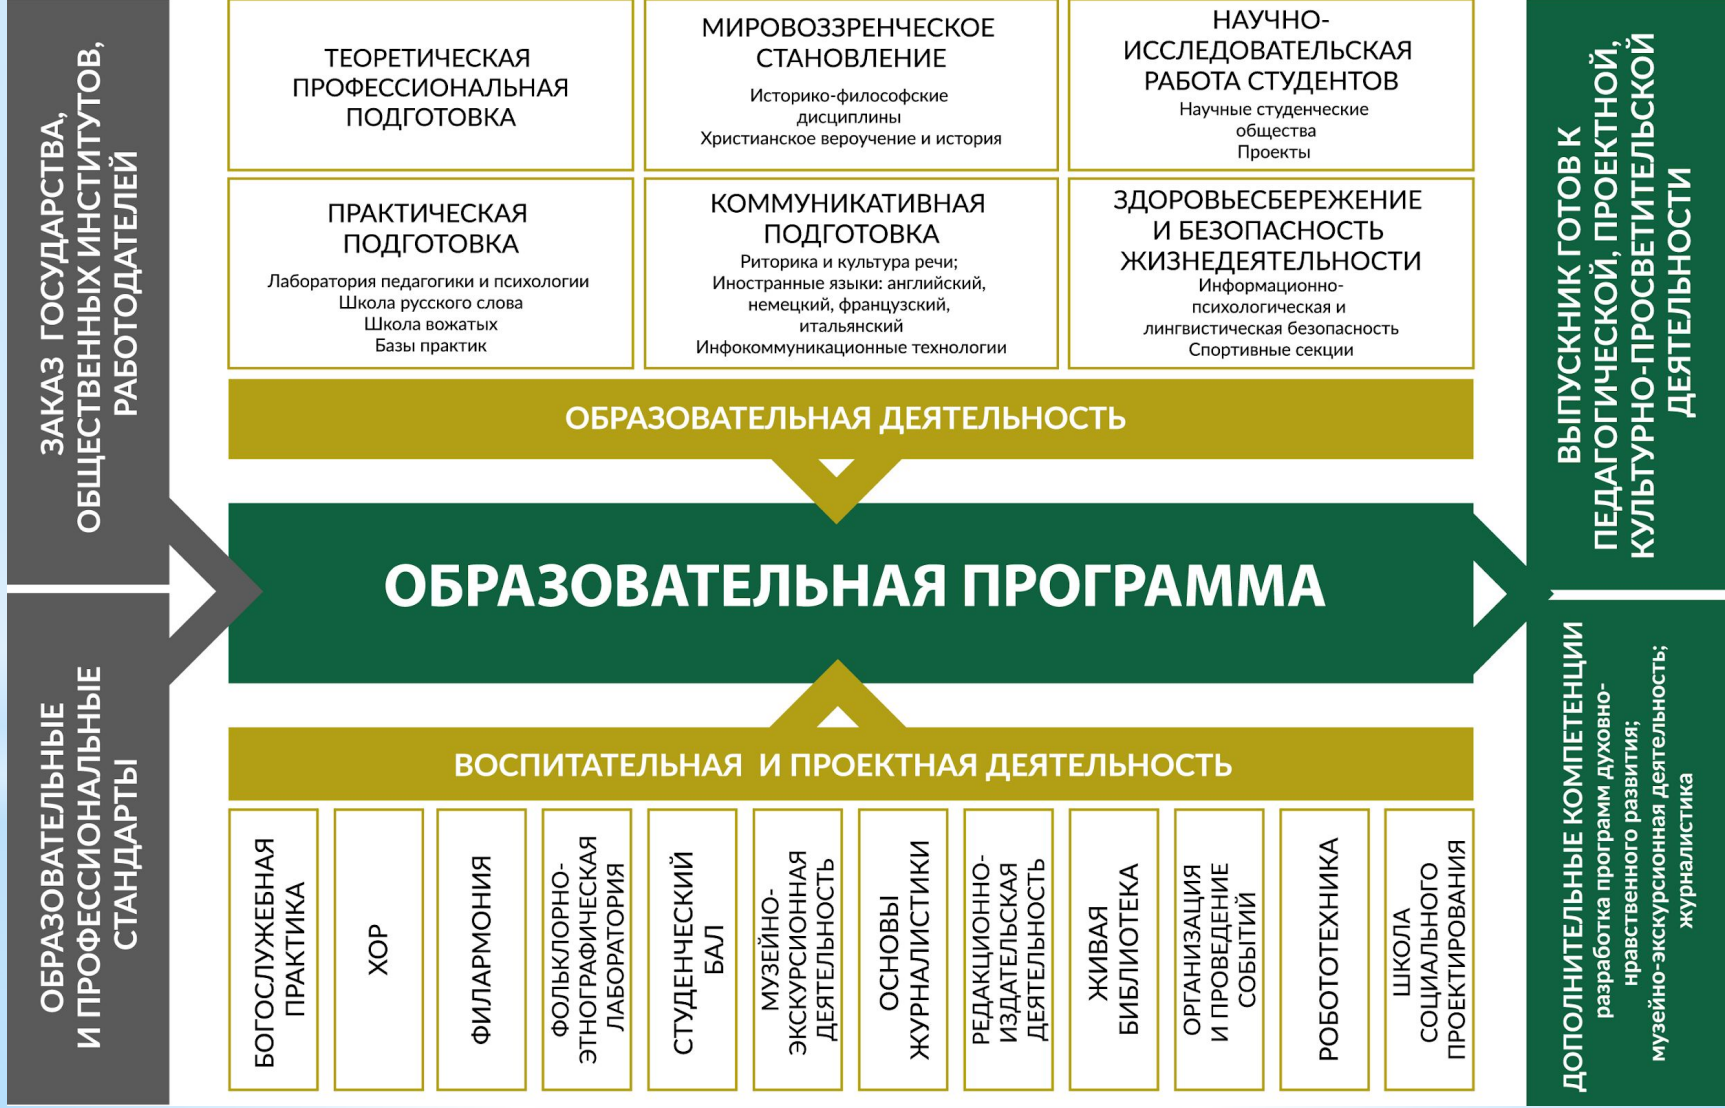 ЗАКАЗ ГОСУДАРСТВА,
ОБЩЕСТВЕННЫХ ИНСТИТУТОВ,
РАБОТОДАТЕЛЕЙ
ОБРАЗОВАТЕЛЬНЫЕ
И ПРОФЕССИОНАЛЬНЫЕ
СТАНДАРТЫ
ТЕОРЕТИЧЕСКАЯ
ПРОФЕССИОНАЛЬНАЯ
ПОДГОТОВКА
МИРОВОЗЗРЕНЧЕСКОЕ
СТАНОВЛЕНИЕ
Историко-философские
дисциплины
Христианское вероучение и история
НАУЧНО-
ИССЛЕДОВАТЕЛЬСКАЯ
РАБОТА СТУДЕНТОВ
Научные студенческие
общества
Проекты
ПРАКТИЧЕСКАЯ
ПОДГОТОВКА
Лаборатория педагогики и психологии
Школа русского слова
Школа вожатых
Базы практик
КОММУНИКАТИВНАЯ
ПОДГОТОВКА
Риторика и культура речи;
Иностранные языки: английский,
немецкий, французский,
итальянский
Инфокоммуникационные технологии
ЗДОРОВЬЕСБЕРЕЖЕНИЕ
И БЕЗОПАСНОСТЬ
ЖИЗНЕДЕЯТЕЛЬНОСТИ
Информационно-
психологическая и
лингвистическая безопасность
Спортивные секции
ОБРАЗОВАТЕЛЬНАЯ ДЕЯТЕЛЬНОСТЬ
ОБРАЗОВАТЕЛЬНАЯ ПРОГРАММА
ВОСПИТАТЕЛЬНАЯ И ПРОЕКТНАЯ ДЕЯТЕЛЬНОСТЬ
БОГОСЛУЖЕБНАЯ
ПРАКТИКА
ХОР
ФИЛАРМОНИЯ
ФОЛЬКЛОРНО-
ЭТНОГРАФИЧЕСКАЯ
ЛАБОРАТОРИЯ
СТУДЕНЧЕСКИЙ
БАЛ
МУЗЕЙНО-
ЭКСКУРСИОННАЯ
ДЕЯТЕЛЬНОСТЬ
ОСНОВЫ
ЖУРНАЛИСТИКИ
РЕДАКЦИОННО-
ИЗДАТЕЛЬСКАЯ
ДЕЯТЕЛЬНОСТЬ
ЖИВАЯ
БИБЛИОТЕКА
ОРГАНИЗАЦИЯ
И ПРОВЕДЕНИЕ
СОБЫТИЙ
РОБОТОТЕХНИКА
ШКОЛА
СОЦИАЛЬНОГО
ПРОЕКТИРОВАНИЯ
ВЫПУСКНИК ГОТОВ К
ПЕДАГОГИЧЕСКОЙ, ПРОЕКТНОЙ,
КУЛЬТУРНО-ПРОСВЕТИТЕЛЬСКОЙ
ДЕЯТЕЛЬНОСТИ
ДОПОЛНИТЕЛЬНЫЕ КОМПЕТЕНЦИИ
разработка программ духовно-
нравственного развития;
музейно-экскурсионная деятельность;
журналистика